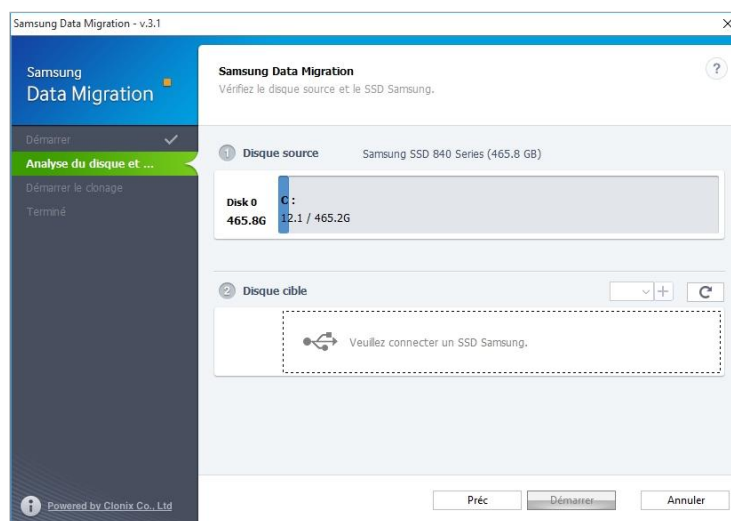 Samsung Data Migration - v.3.1
Samsung
Data Migration
Samsung Data Migration
Vérifiez le disque source et le SSD Samsung.
?
Démarrer
Analyse du disque et ...
Démarrer le clonage
Terminé
1 Disque source Samsung SSD 840 Series (465.8 GB)
Disk 0
465.8G
C :
12.1 / 465.2G
2 Disque cible
Veuillez connecter un SSD Samsung.
Powered by Clonix Co., Ltd
Préc
Démarrer
Annuler